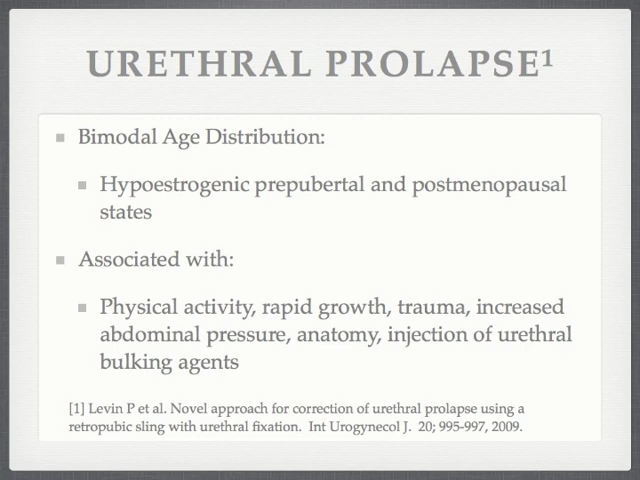 URETHRAL PROLAPSE¹
Bimodal Age Distribution:
Hypoestrogenic prepubertal and postmenopausal
states
Associated with:
Physical activity, rapid growth, trauma, increased
abdominal pressure, anatomy, injection of urethral
bulking agents
[1] Levin P et al. Novel approach for correction of urethral prolapse using a
retropubic sling with urethral fixation.  Int Urogynecol J.  20; 995-997, 2009.